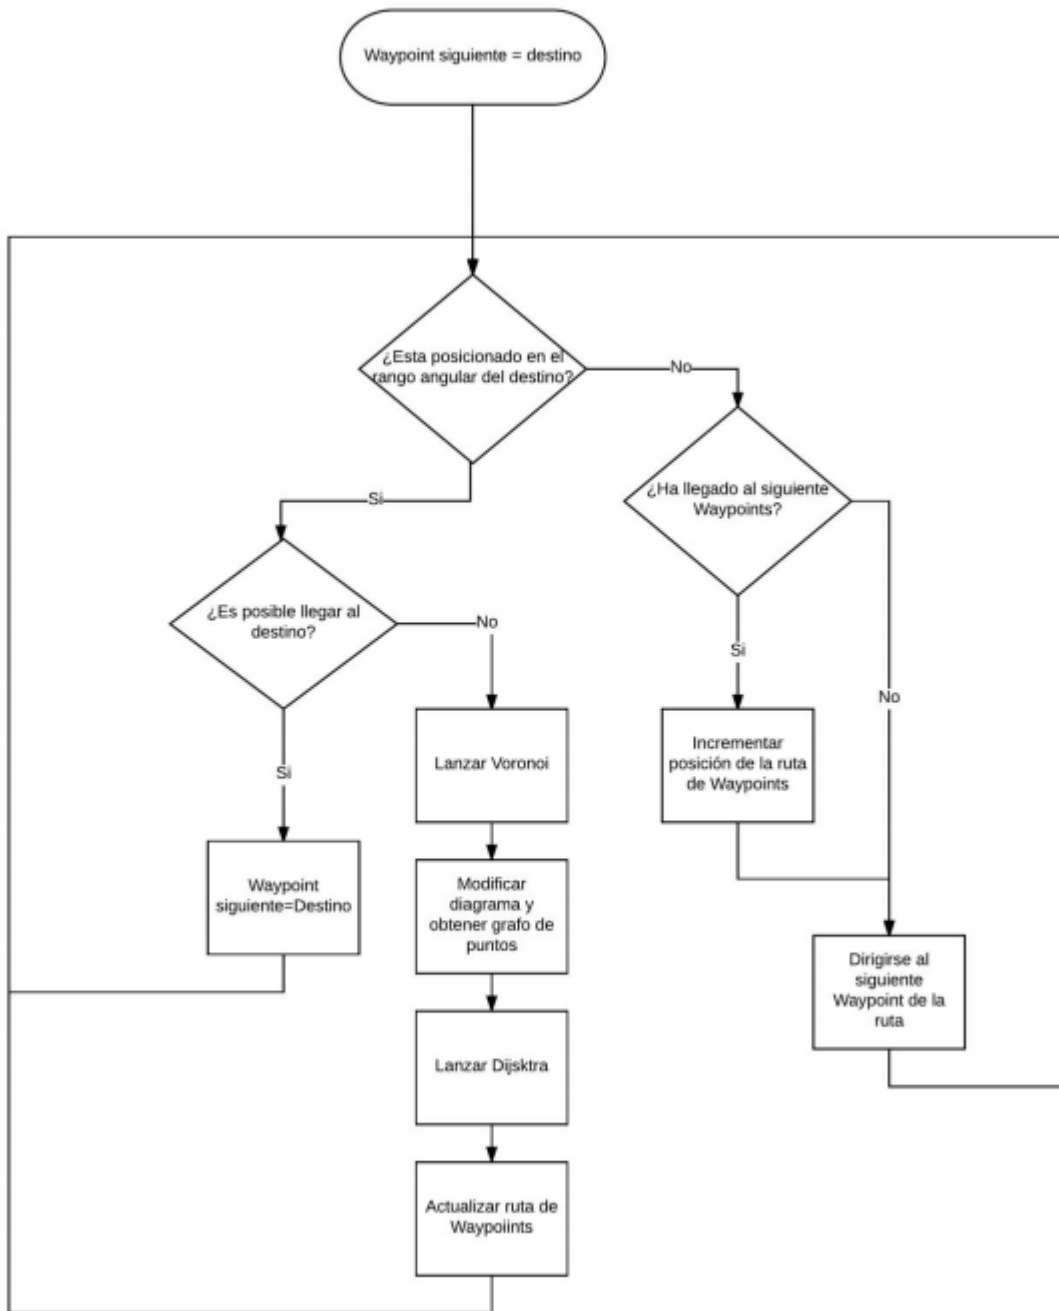 Waypoint siguiente = destino
¿Esta posicionado en el
rango angular del destino?
No
¿Ha llegado al siguiente
Waypoints?
Si
¿Es posible llegar al
destino?
No
Si
No
Lanzar Voronoi
Incrementar
posición de la ruta
de Waypoints
Si
Waypoint
siguiente=Destino
Modificar
diagrama y
obtener grafo de
puntos
Dirigirse al
siguiente
Waypoint de la
ruta
Lanzar Dijsktra
Actualizar ruta de
Waypoiints